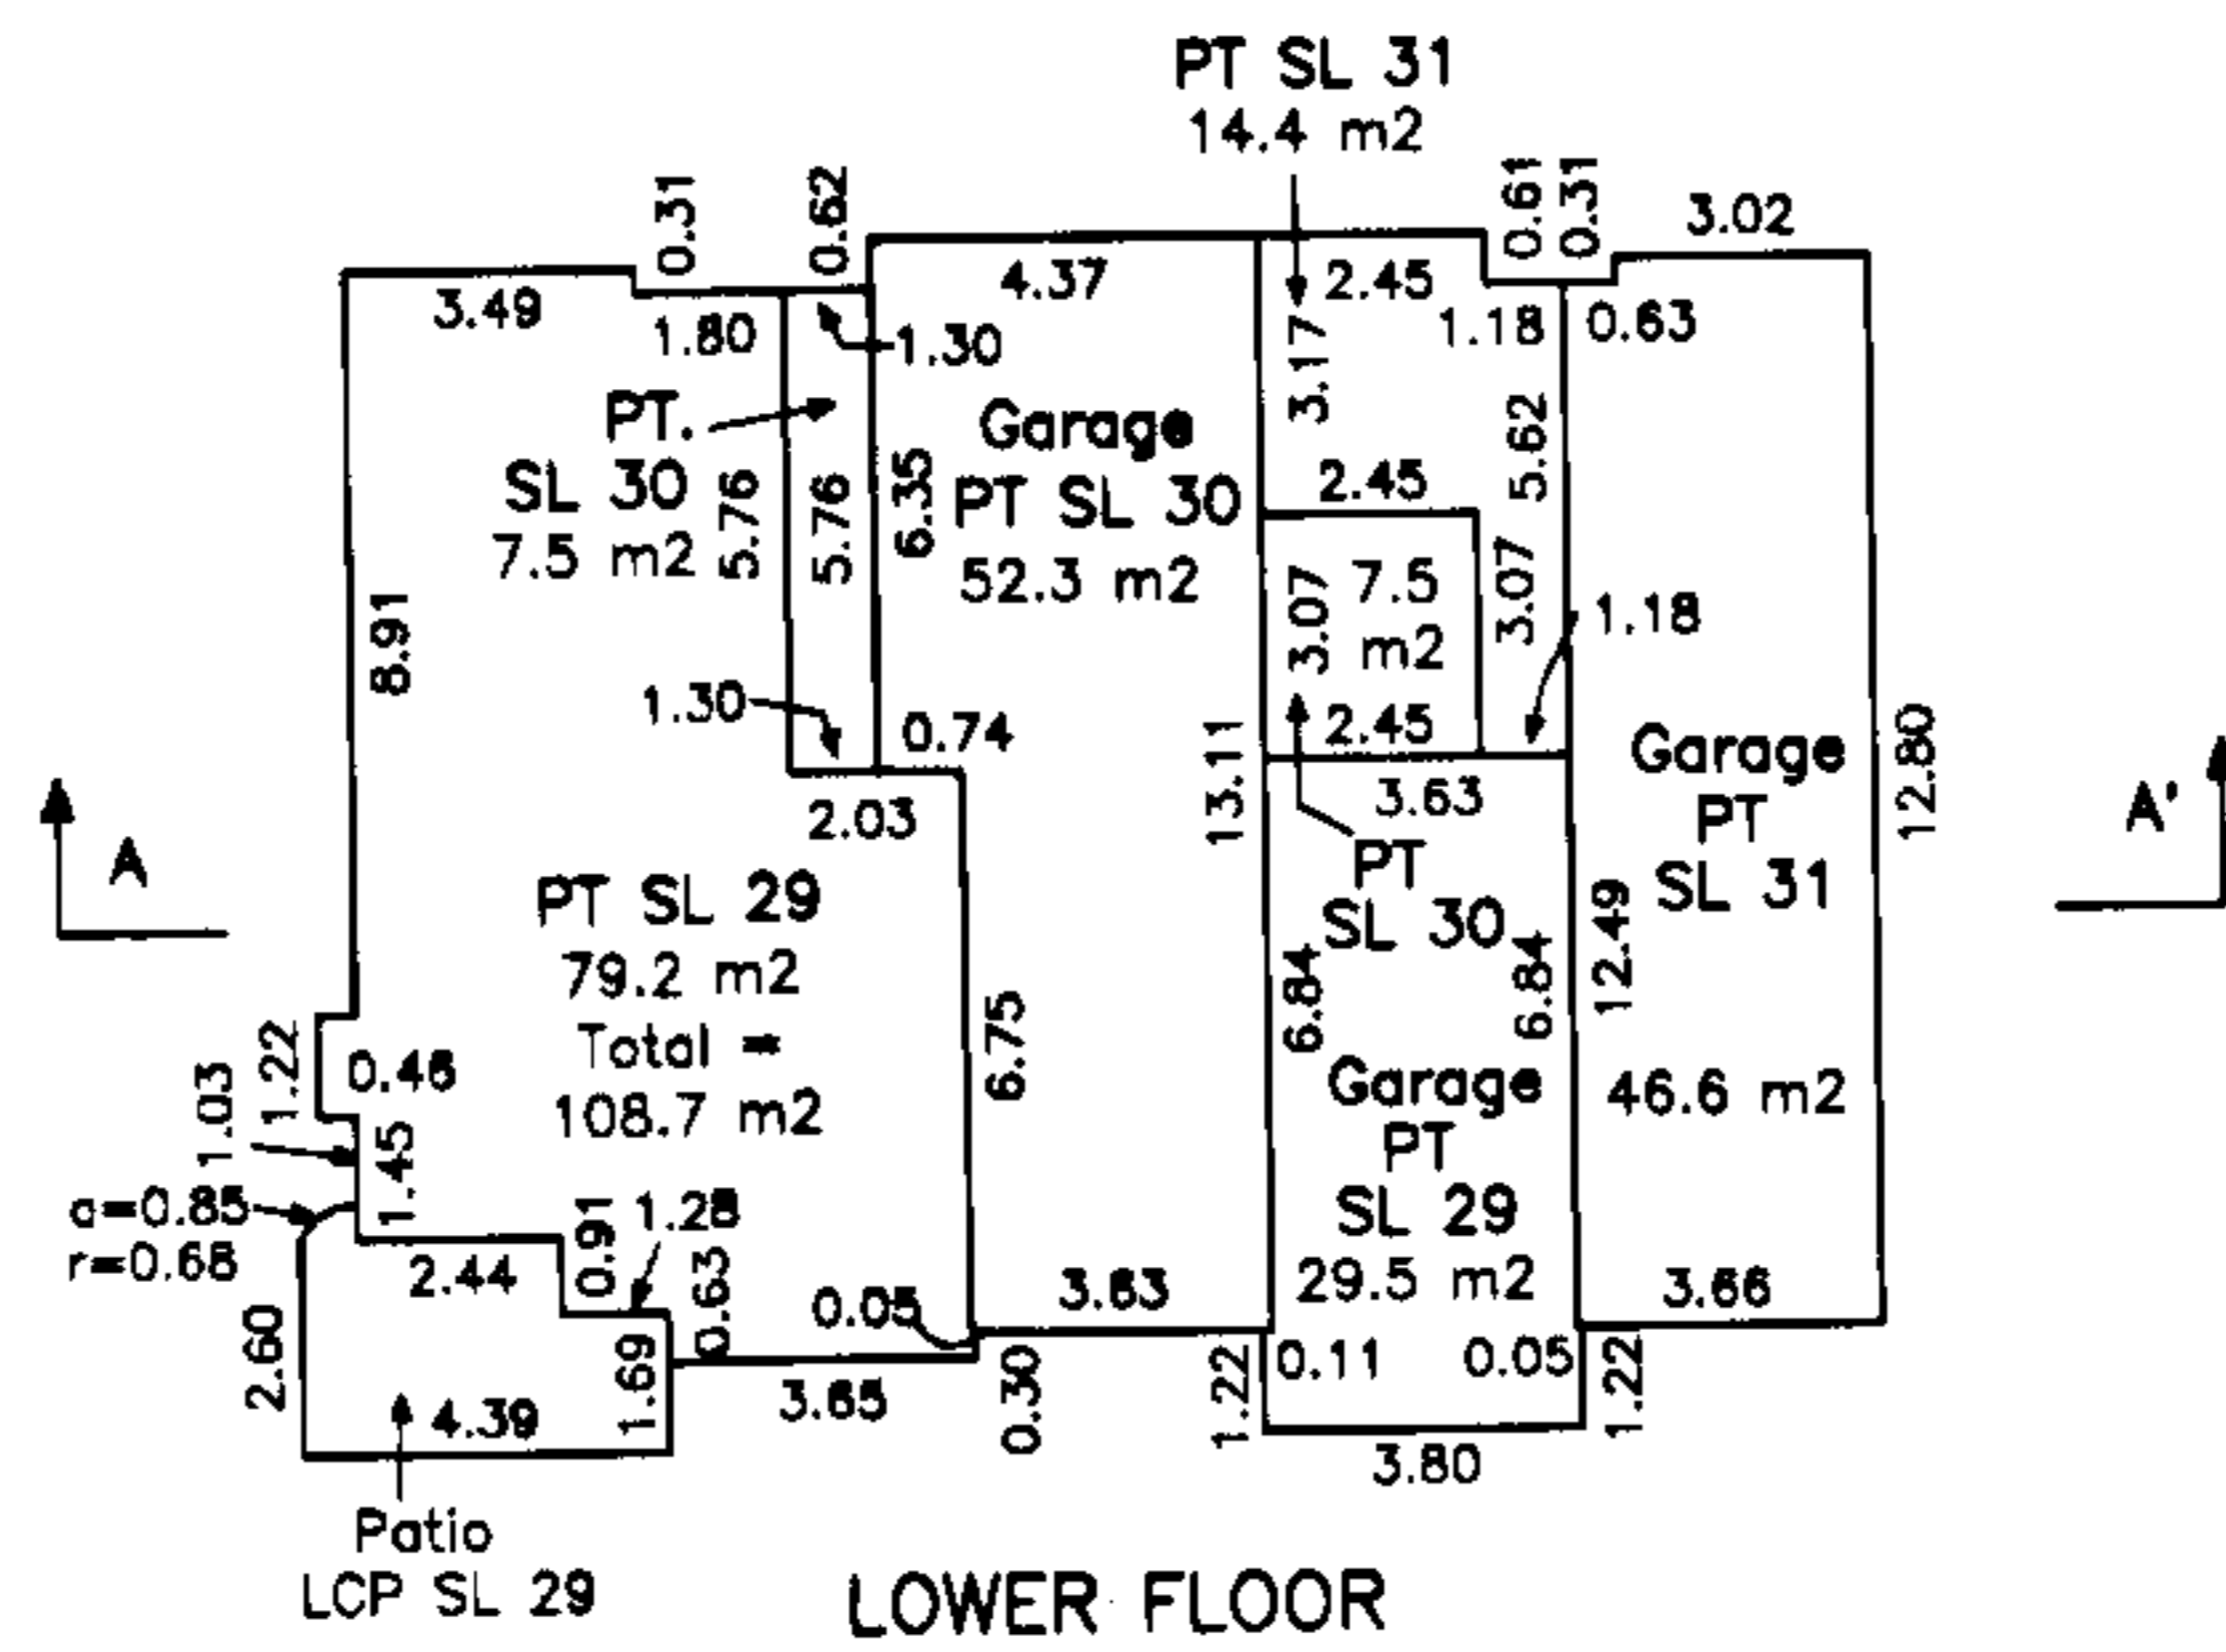 PT SL 31
14.4 m2
0.31
0.62
0.61
0.31
3.02
3.49
1.80
1.30
4.37
2.45
1.18
0.63
3.17
PT.
SL 30
7.5 m2
5.76
5.76
6.35
Garage
PT SL 30
52.3 m2
2.45
5.62
3.07
7.5
m2
3.07
1.18
8.91
1.30
0.74
2.03
13.11
2.45
3.63
Garage
PT
SL 31
12.80
A
A'
PT SL 29
79.2 m2
Total =
108.7 m2
PT
SL 30
6.84
6.84
12.49
6.75
1.22
0.46
1.03
1.45
Garage
PT
SL 29
29.5 m2
46.6 m2
a=0.85
r=0.68
2.44
0.91
1.28
0.63
0.05
3.63
3.66
2.60
4.39
1.69
3.65
0.30
1.22
0.11
0.05
1.22
3.80
Patio
LCP SL 29
LOWER FLOOR